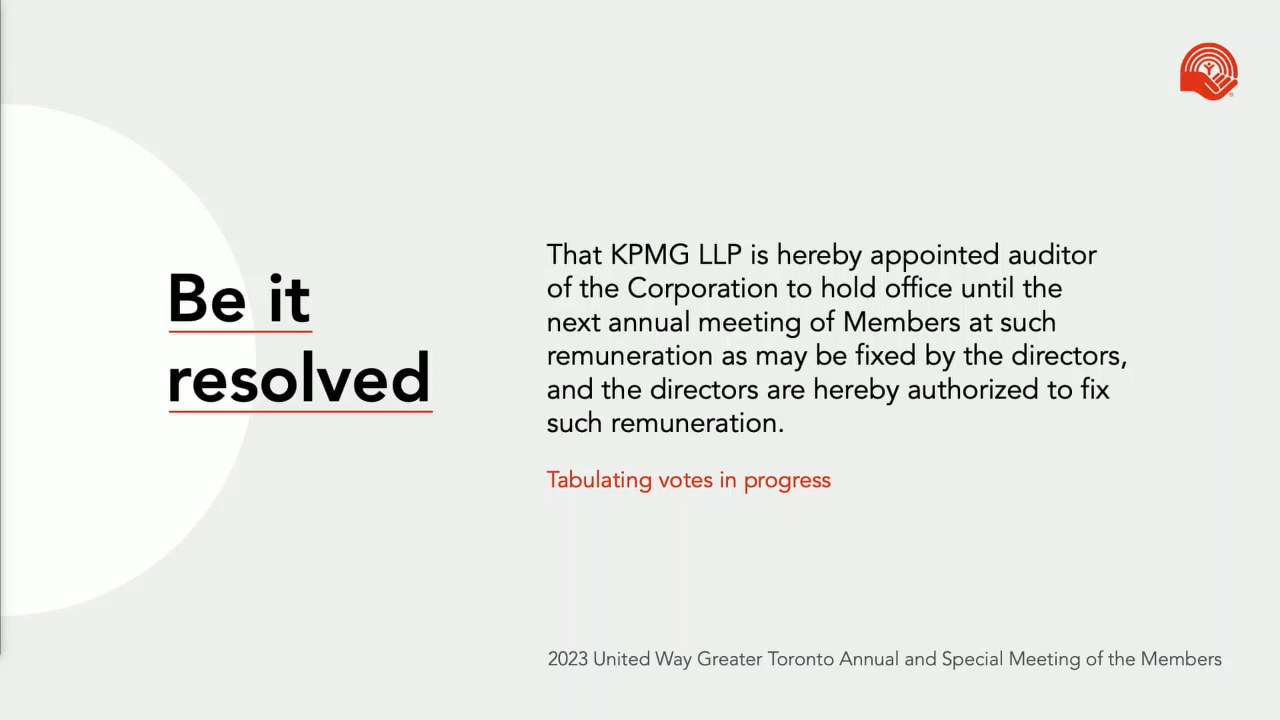 Be it
resolved
That KPMG LLP is hereby appointed auditor
of the Corporation to hold office until the
next annual meeting of Members at such
remuneration as may be fixed by the directors,
and the directors are hereby authorized to fix
such remuneration.
Tabulating votes in progress
2023 United Way Greater Toronto Annual and Special Meeting of the Members